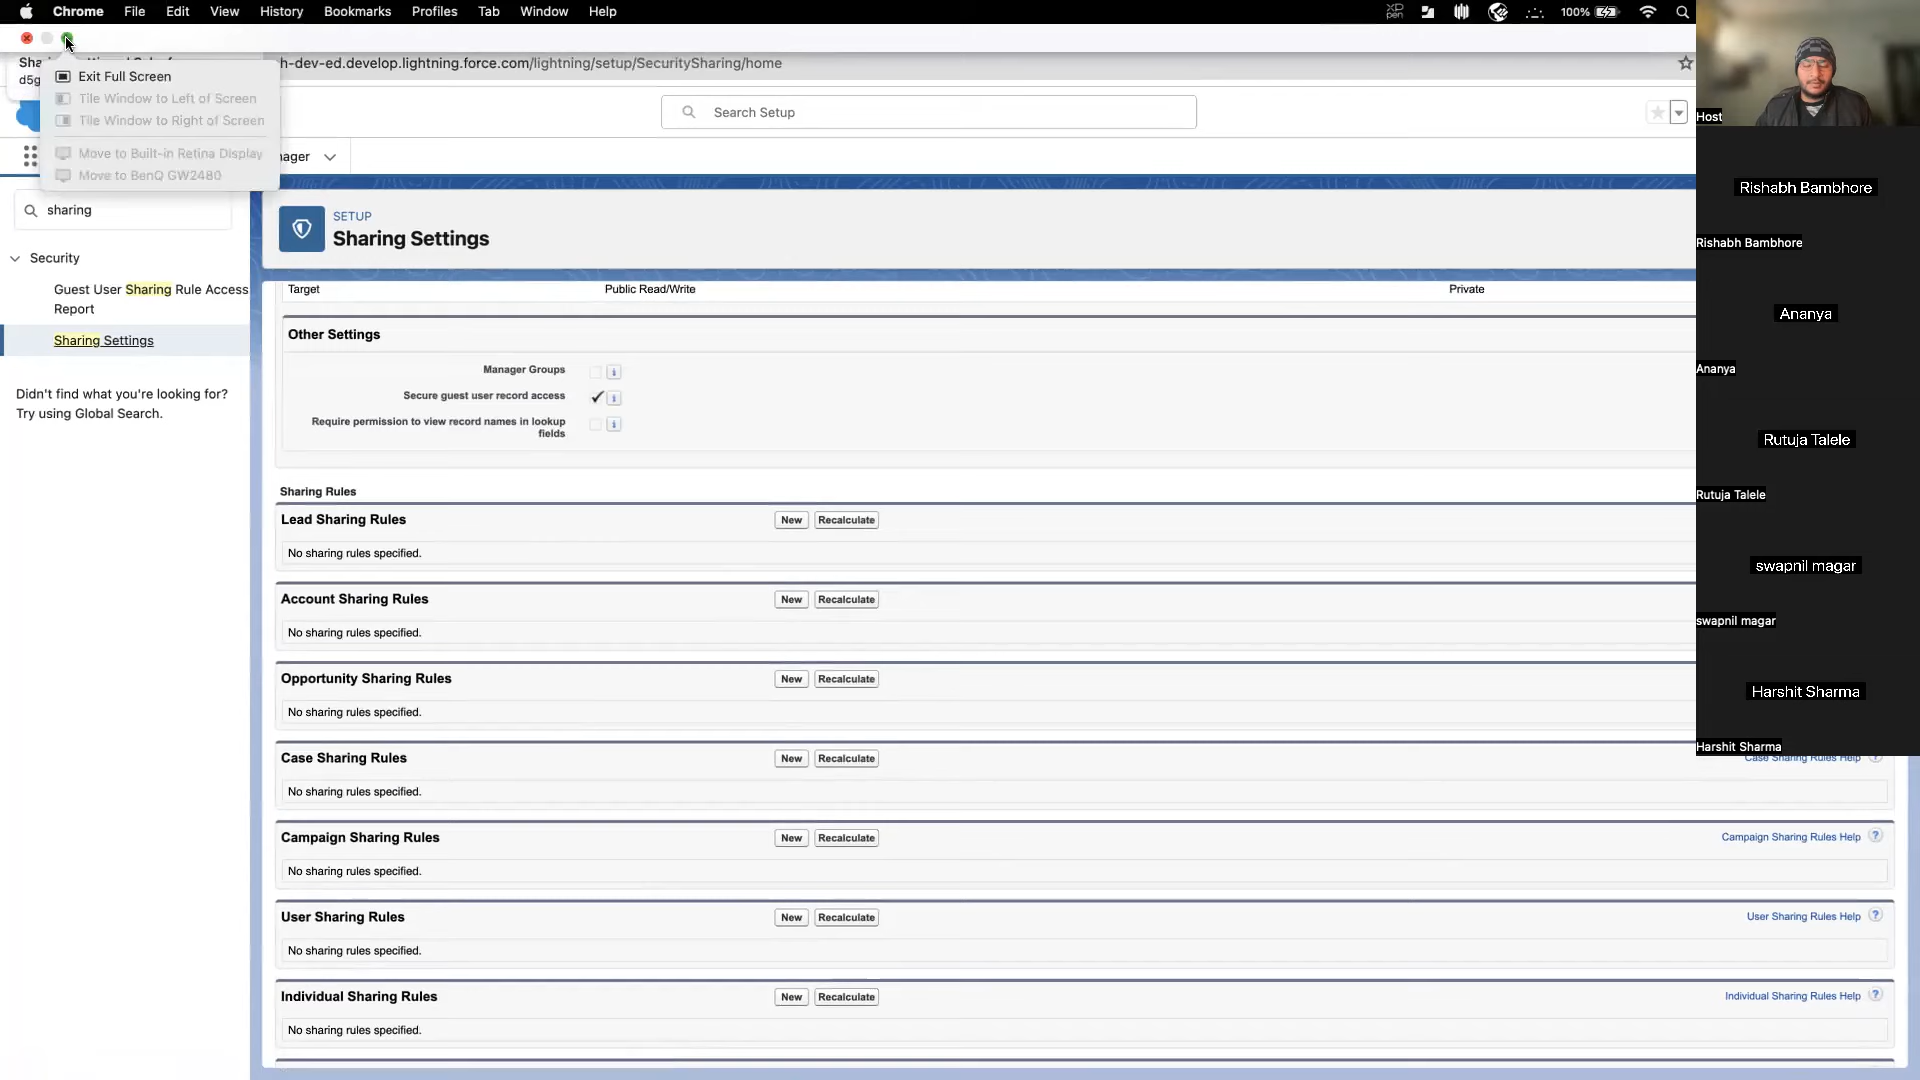 Chrome File Edit View History Bookmarks Profiles Tab Window Help
XP pen 100%
h-dev-ed.develop.lightning.force.com/lightning/setup/SecuritySharing/home
d5g
Exit Full Screen
Tile Window to Left of Screen
Tile Window to Right of Screen
Move to Built-in Retina Display
Move to BenQ GW2480
Search Setup
nager
sharing
Security
Guest User Sharing Rule Access
Report
Sharing Settings
Didn't find what you're looking for?
Try using Global Search.
SETUP
Sharing Settings
Target Public Read/Write Private
Other Settings
Manager Groups
Secure guest user record access
Require permission to view record names in lookup
fields
Sharing Rules
Lead Sharing Rules New Recalculate
No sharing rules specified.
Account Sharing Rules New Recalculate
No sharing rules specified.
Opportunity Sharing Rules New Recalculate
No sharing rules specified.
Case Sharing Rules New Recalculate Case Sharing Rules Help
No sharing rules specified.
Campaign Sharing Rules New Recalculate Campaign Sharing Rules Help ?
No sharing rules specified.
User Sharing Rules New Recalculate User Sharing Rules Help ?
No sharing rules specified.
Individual Sharing Rules New Recalculate Individual Sharing Rules Help ?
No sharing rules specified.
Host
Rishabh Bambhore
Rishabh Bambhore
Ananya
Ananya
Rutuja Talele
Rutuja Talele
swapnil magar
swapnil magar
Harshit Sharma
Harshit Sharma